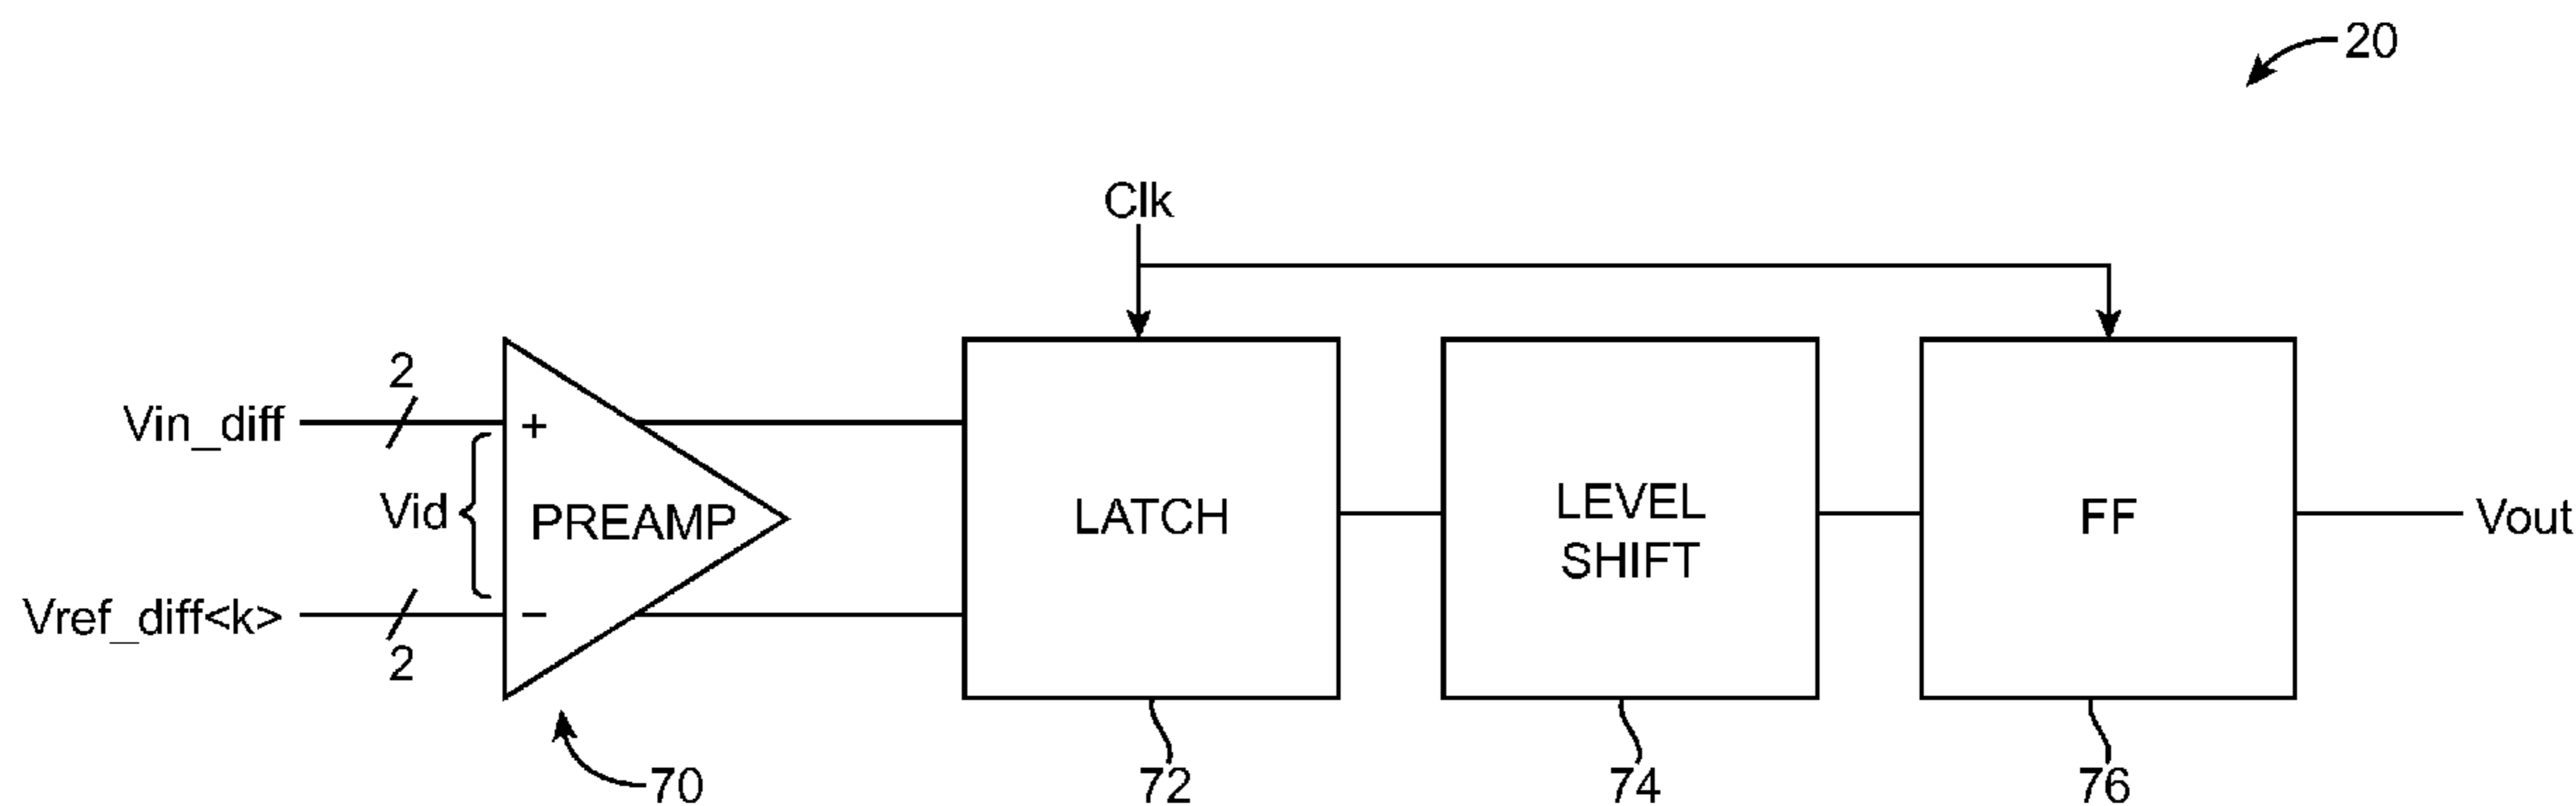 20
Clk
2
Vin_diff
+
Vid
PREAMP
LATCH
LEVEL
SHIFT
FF
Vout
Vref_diff<k>
−
2
70
72
74
76